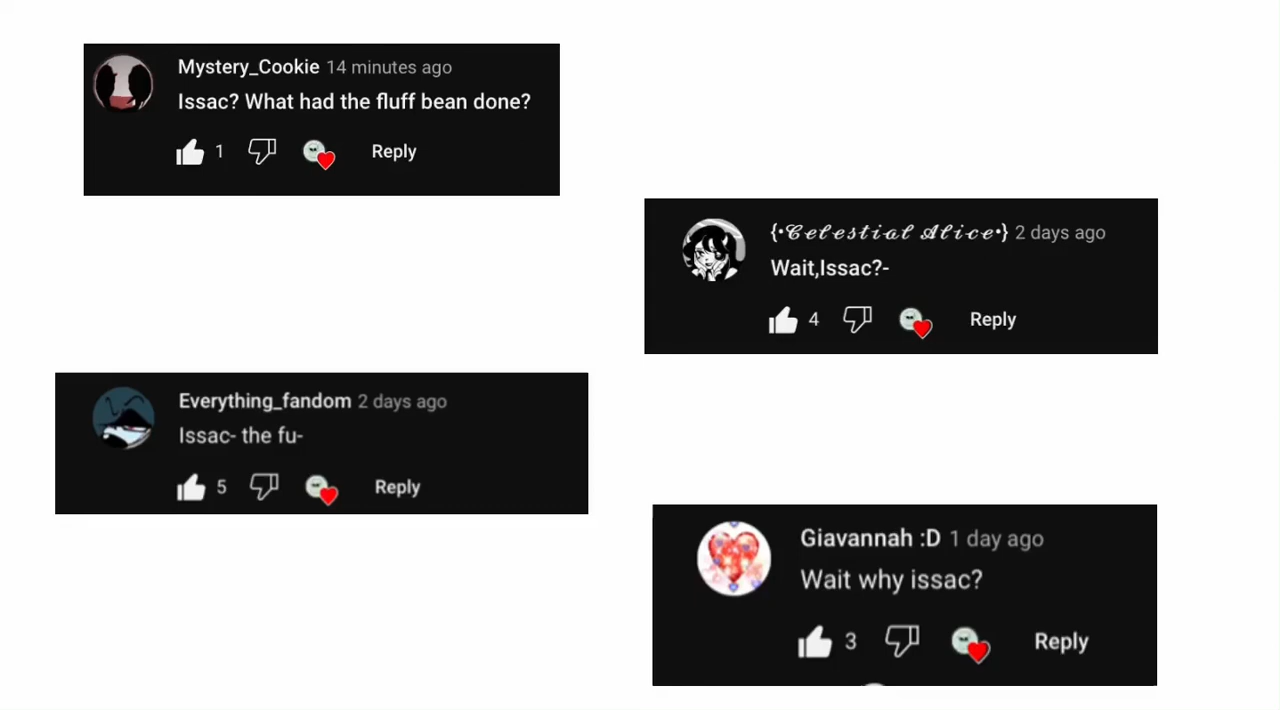 Mystery_Cookie 14 minutes ago
Issac? What had the fluff bean done?
1 Reply
{•𝓒𝓮𝓵𝓮𝓼𝓽𝓲𝓪𝓵 𝓐𝓵𝓲𝓬𝓮•} 2 days ago
Wait,Issac?-
4 Reply
Everything_fandom 2 days ago
Issac- the fu-
5 Reply
Giavannah :D 1 day ago
Wait why issac?
3 Reply